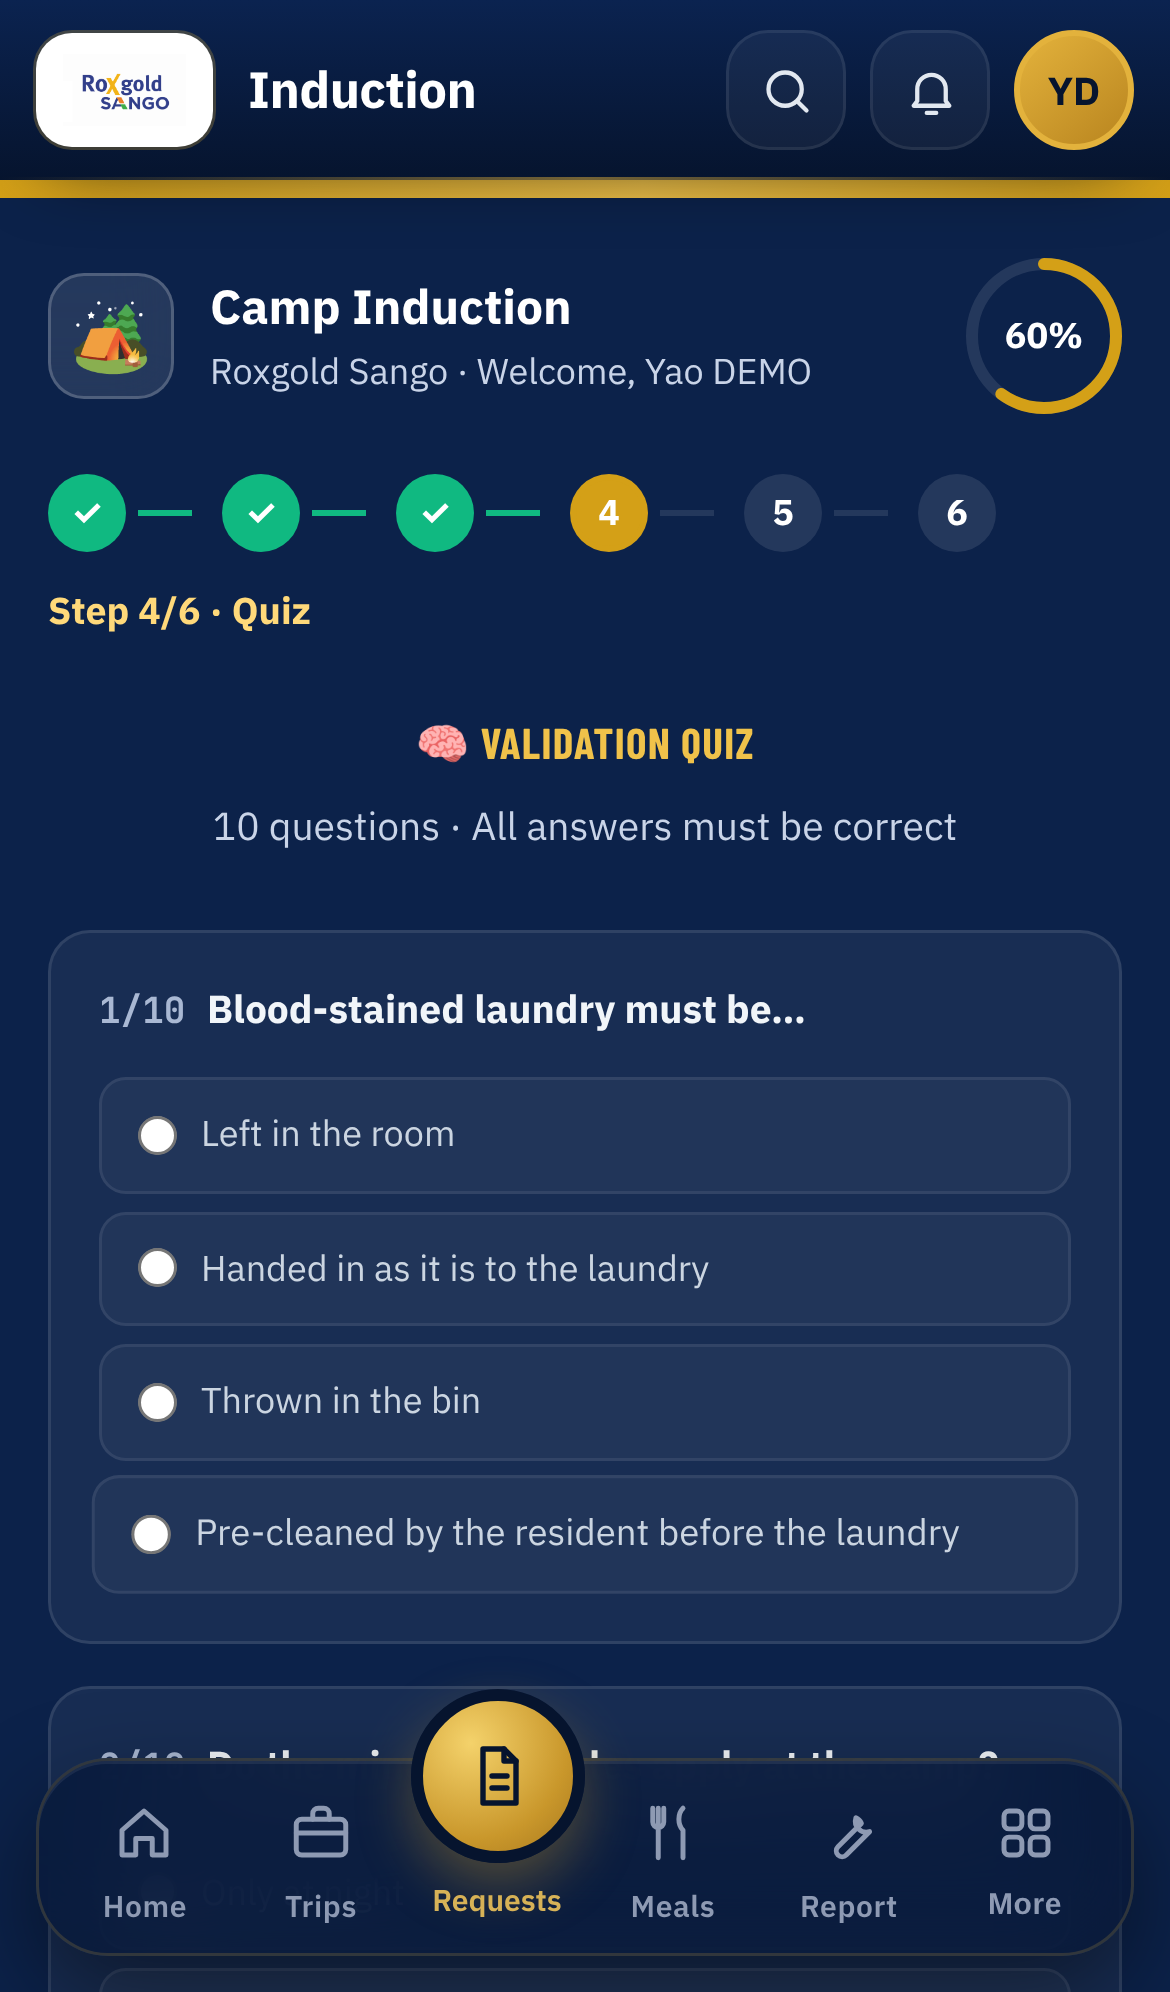 Roxgold
SANGO
Induction
YD
Camp Induction
Roxgold Sango · Welcome, Yao DEMO
60%
4
5
6
Step 4/6 · Quiz
VALIDATION QUIZ
10 questions · All answers must be correct
1/10 Blood-stained laundry must be...
Left in the room
Handed in as it is to the laundry
Thrown in the bin
Pre-cleaned by the resident before the laundry
Only at night
Home
Trips
Requests
Meals
Report
More